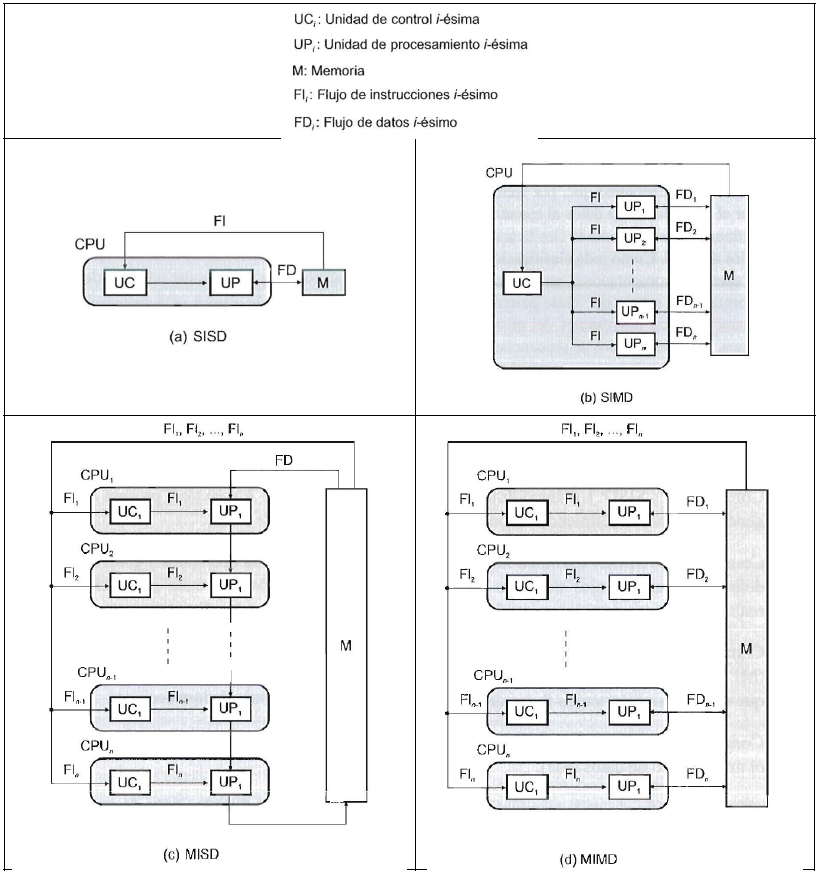 UCᵢ: Unidad de control i-ésima
UPᵢ: Unidad de procesamiento i-ésima
M: Memoria
FIᵢ: Flujo de instrucciones i-ésimo
FDᵢ: Flujo de datos i-ésimo
FI
CPU
UC
UP
FD
M
(a) SISD
CPU
FI
UP₁
FD₁
FI
UP₂
FD₂
UC
M
FI
UPₙ₋₁
FDₙ₋₁
FI
UPₙ
FDₙ
(b) SIMD
FI₁, FI₂, ..., FIₙ
FD
CPU₁
FI₁
UC₁
FI₁
UP₁
CPU₂
FI₂
UC₁
FI₂
UP₁
M
CPUₙ₋₁
FIₙ₋₁
UC₁
FIₙ₋₁
UP₁
CPUₙ
FIₙ
UC₁
FIₙ
UP₁
(c) MISD
FI₁, FI₂, ..., FIₙ
CPU₁
FI₁
UC₁
FI₁
UP₁
FD₁
CPU₂
FI₂
UC₁
FI₂
UP₁
FD₂
M
CPUₙ₋₁
FIₙ₋₁
UC₁
FIₙ₋₁
UP₁
FDₙ₋₁
CPUₙ
FIₙ
UC₁
FIₙ
UP₁
FDₙ
(d) MIMD